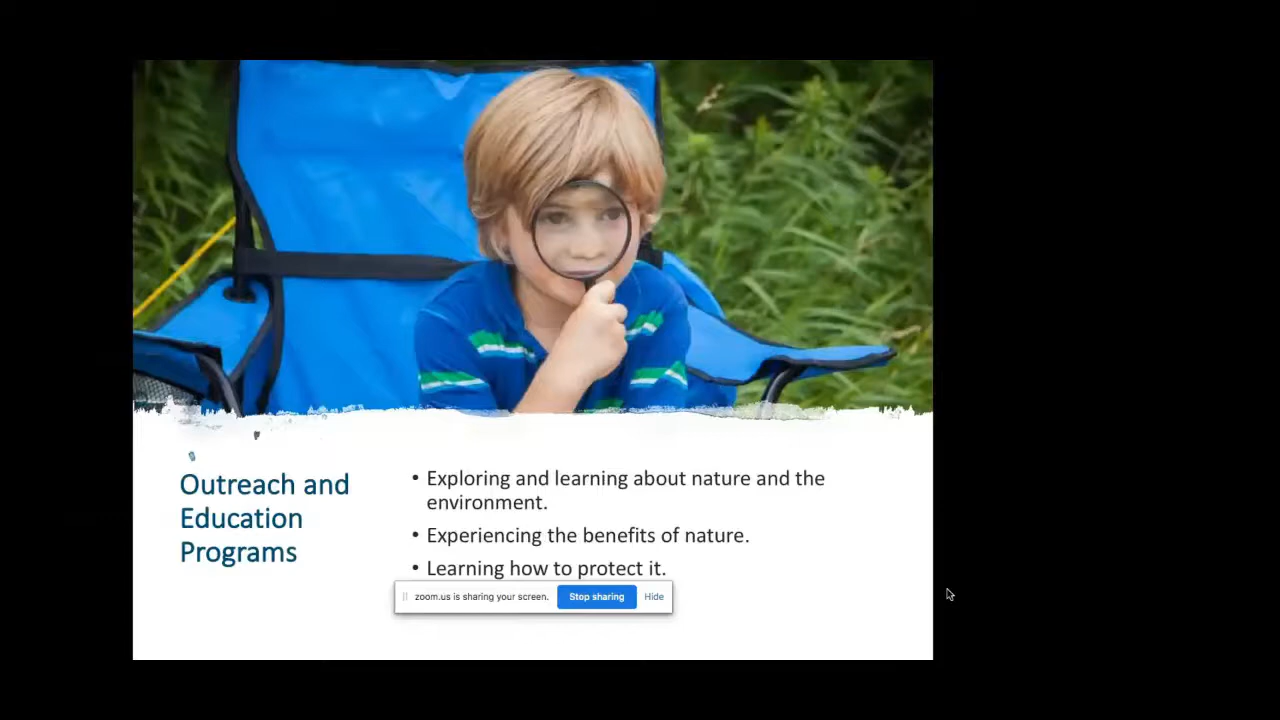 Outreach and
Education
Programs
• Exploring and learning about nature and the
environment.
• Experiencing the benefits of nature.
• Learning how to protect it.
zoom.us is sharing your screen. Stop sharing Hide